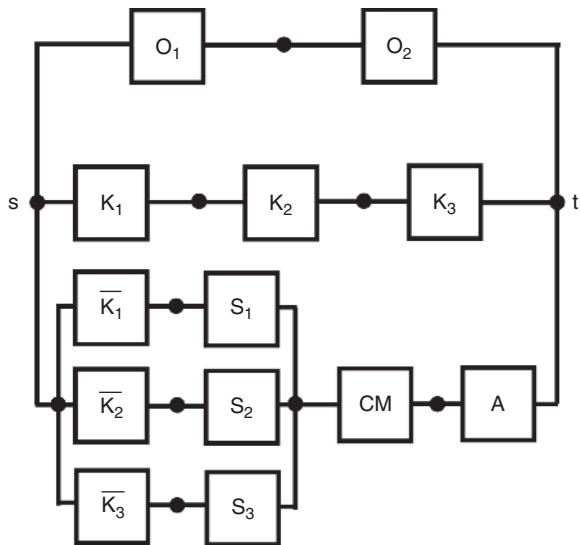 O₁ O₂
s K₁ K₂ K₃ t
K̅₁ S₁
K̅₂ S₂ CM A
K̅₃ S₃